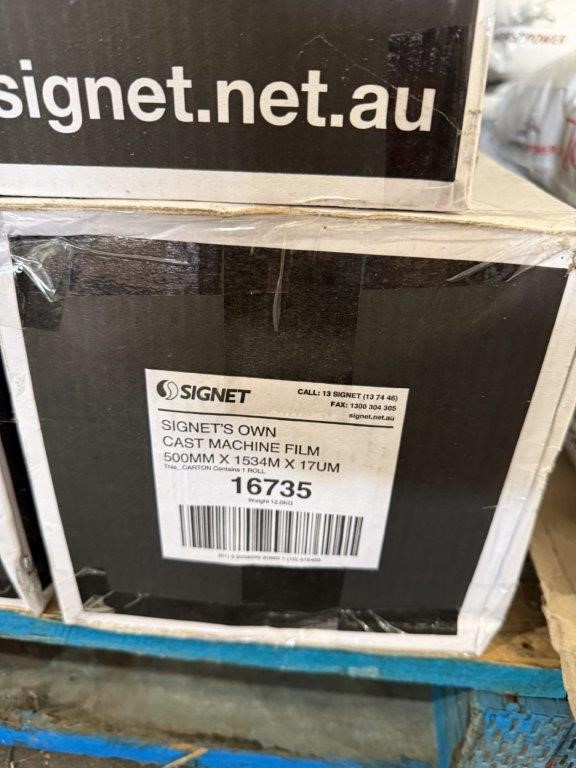 signet.net.au
SIGNET
CALL: 13 SIGNET (13 74 46)
FAX: 1300 304 305
signet.net.au
SIGNET'S OWN
CAST MACHINE FILM
500MM X 1534M X 17UM
This CARTON Contains 1 ROLL
16735
Weight 12.0KG